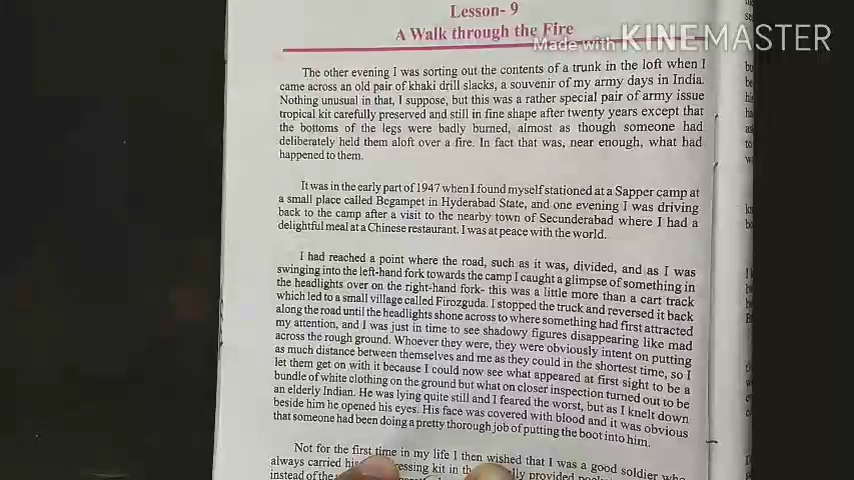 Lesson- 9
A Walk through the Fire
Made with KINEMASTER
The other evening I was sorting out the contents of a trunk in the loft when I
came across an old pair of khaki drill slacks, a souvenir of my army days in India.
Nothing unusual in that, I suppose, but this was a rather special pair of army issue
tropical kit carefully preserved and still in fine shape after twenty years except that
the bottoms of the legs were badly burned, almost as though someone had
deliberately held them aloft over a fire. In fact that was, near enough, what had
happened to them.
It was in the early part of 1947 when I found myself stationed at a Sapper camp at
a small place called Begampet in Hyderabad State, and one evening I was driving
back to the camp after a visit to the nearby town of Secunderabad where I had a
delightful meal at a Chinese restaurant. I was at peace with the world.
I had reached a point where the road, such as it was, divided, and as I was
swinging into the left-hand fork towards the camp I caught a glimpse of something in
the headlights over on the right-hand fork- this was a little more than a cart track
which led to a small village called Firozguda. I stopped the truck and reversed it back
along the road until the headlights shone across to where something had first attracted
my attention, and I was just in time to see shadowy figures disappearing like mad
across the rough ground. Whoever they were, they were obviously intent on putting
as much distance between themselves and me as they could in the shortest time, so I
let them get on with it because I could now see what appeared at first sight to be a
bundle of white clothing on the ground but what on closer inspection turned out to be
an elderly Indian. He was lying quite still and I feared the worst, but as I knelt down
beside him he opened his eyes. His face was covered with blood and it was obvious
that someone had been doing a pretty thorough job of putting the boot into him.
Not for the first time in my life I then wished that I was a good soldier who
always carried his kit in
instead of the